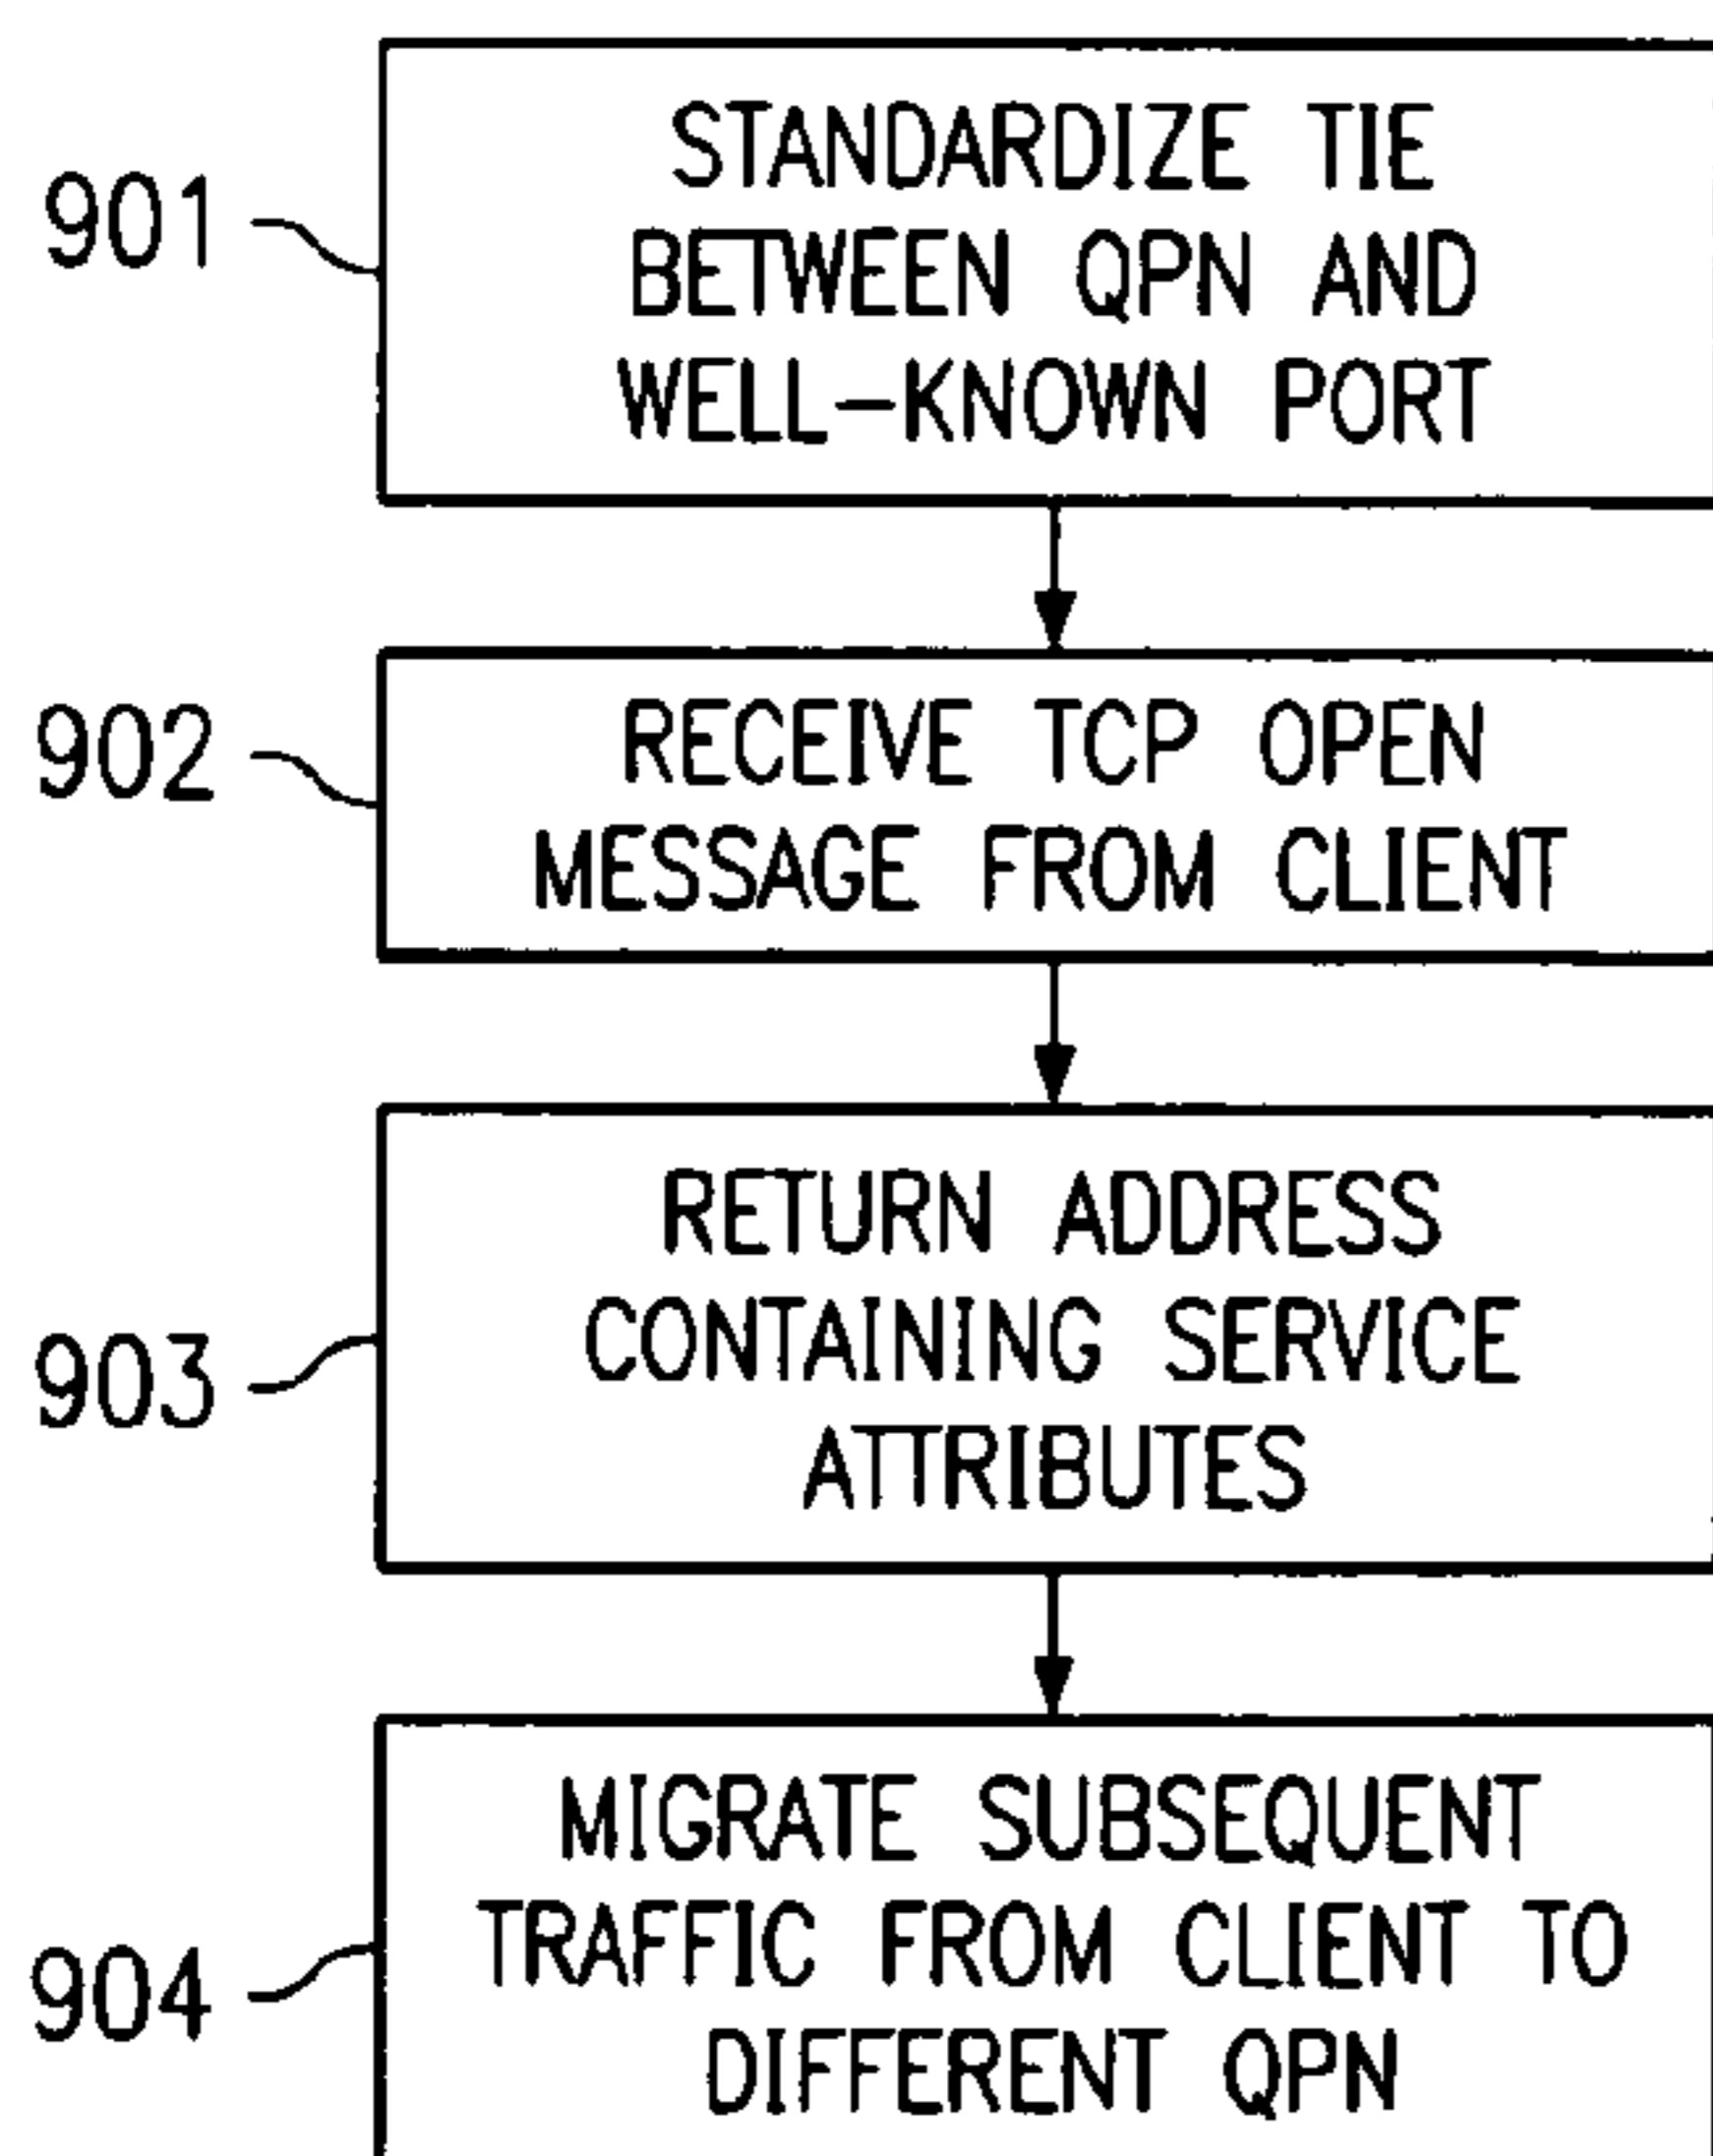 901
STANDARDIZE TIE
BETWEEN QPN AND
WELL-KNOWN PORT
902
RECEIVE TCP OPEN
MESSAGE FROM CLIENT
903
RETURN ADDRESS
CONTAINING SERVICE
ATTRIBUTES
904
MIGRATE SUBSEQUENT
TRAFFIC FROM CLIENT TO
DIFFERENT QPN